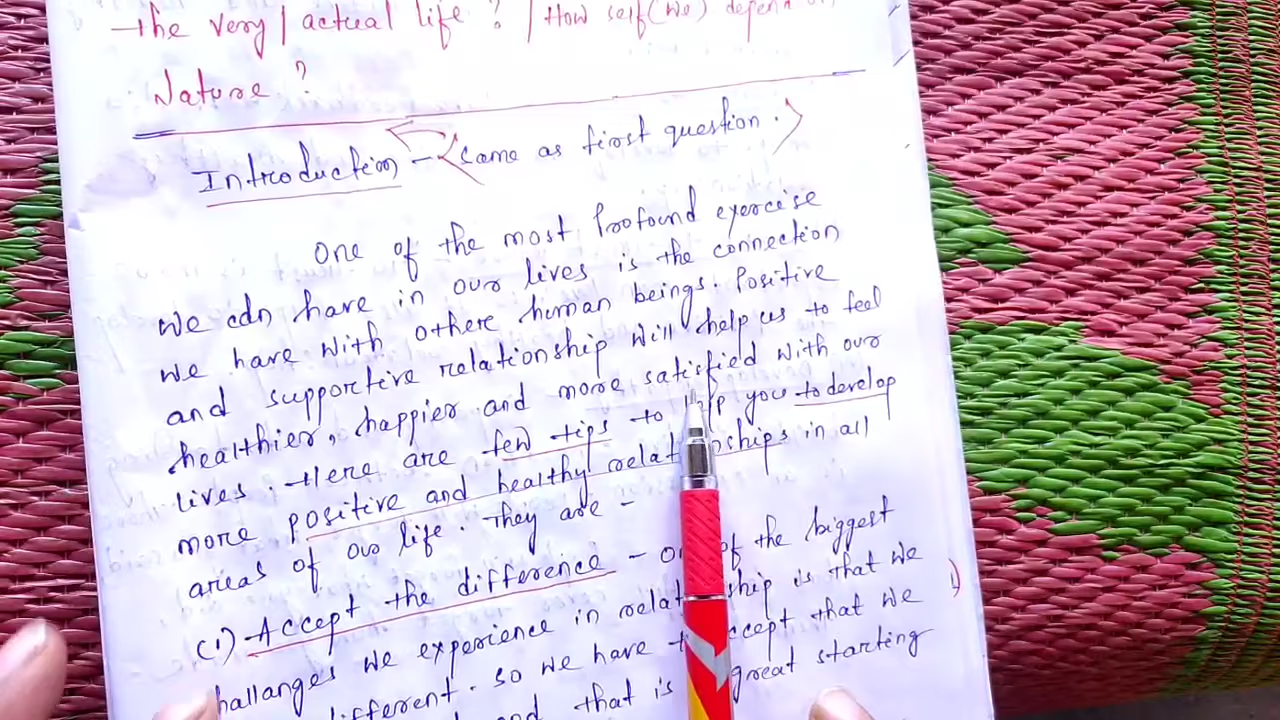 the very / actual life ? / How self (we) depend on
Nature ?
Introduction - < Same as first question . >
One of the most Profound exercise
we can have in our lives is the connection
we have with othere human beings. Positive
and supportive relationship will help us to feel
healthier, happier and more satisfied with our
lives. Here are few tips to help you to develop
more positive and healthy relationships in all
areas of our life. They are -
(1) Accept the difference - One of the biggest
challanges we experience in relationship is that we
different. so we have to accept that we
and that is great starting